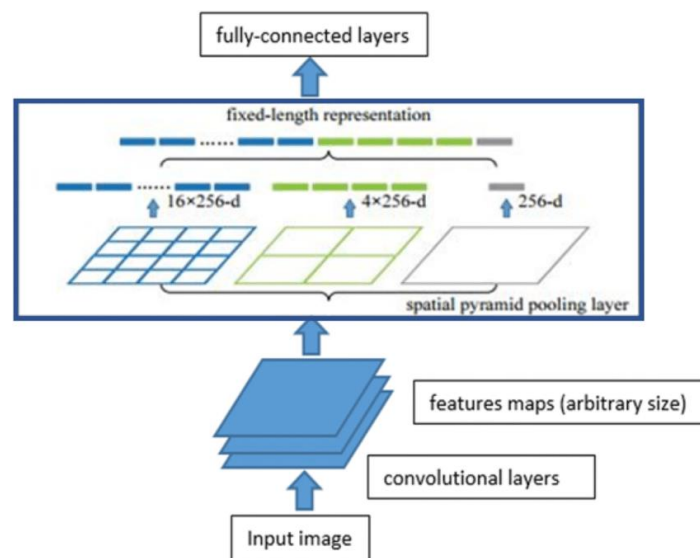 fully-connected layers
fixed-length representation
16×256-d
4×256-d
256-d
spatial pyramid pooling layer
features maps (arbitrary size)
convolutional layers
Input image